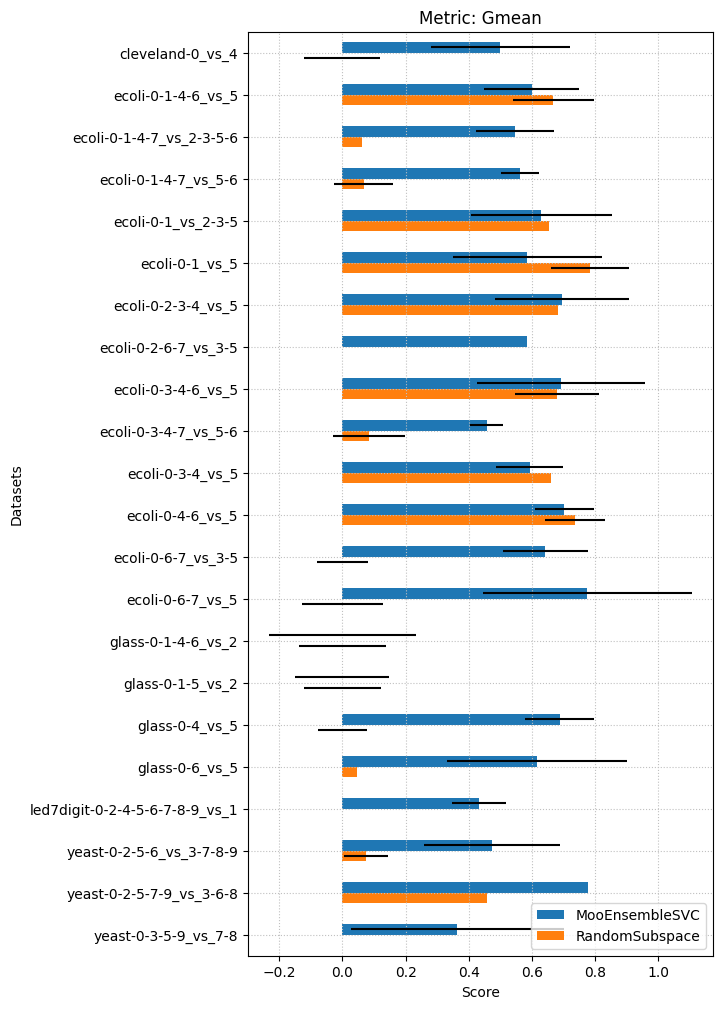 Metric: Gmean
cleveland-0_vs_4
ecoli-0-1-4-6_vs_5
ecoli-0-1-4-7_vs_2-3-5-6
ecoli-0-1-4-7_vs_5-6
ecoli-0-1_vs_2-3-5
ecoli-0-1_vs_5
ecoli-0-2-3-4_vs_5
ecoli-0-2-6-7_vs_3-5
ecoli-0-3-4-6_vs_5
ecoli-0-3-4-7_vs_5-6
ecoli-0-3-4_vs_5
ecoli-0-4-6_vs_5
ecoli-0-6-7_vs_3-5
ecoli-0-6-7_vs_5
glass-0-1-4-6_vs_2
glass-0-1-5_vs_2
glass-0-4_vs_5
glass-0-6_vs_5
led7digit-0-2-4-5-6-7-8-9_vs_1
yeast-0-2-5-6_vs_3-7-8-9
yeast-0-2-5-7-9_vs_3-6-8
yeast-0-3-5-9_vs_7-8
Datasets
MooEnsembleSVC
RandomSubspace
−0.2 0.0 0.2 0.4 0.6 0.8 1.0
Score